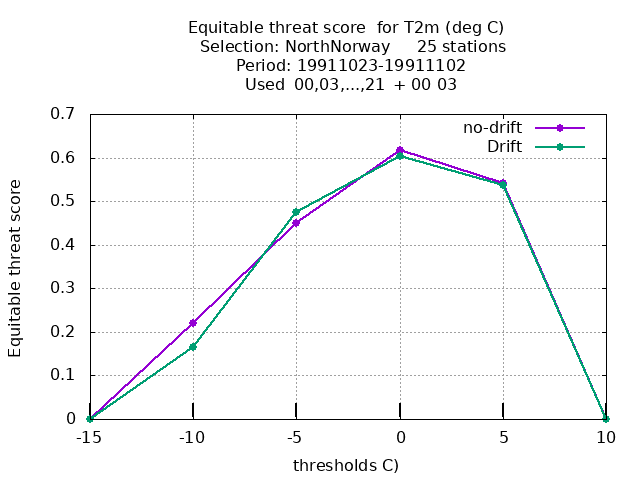 Equitable threat score  for T2m (deg C)
Selection: NorthNorway     25 stations
Period: 19911023-19911102
Used  00,03,...,21  + 00 03
0.7
0.6
0.5
0.4
0.3
0.2
0.1
0
Equitable threat score
no-drift
Drift
-15 -10 -5 0 5 10
thresholds C)